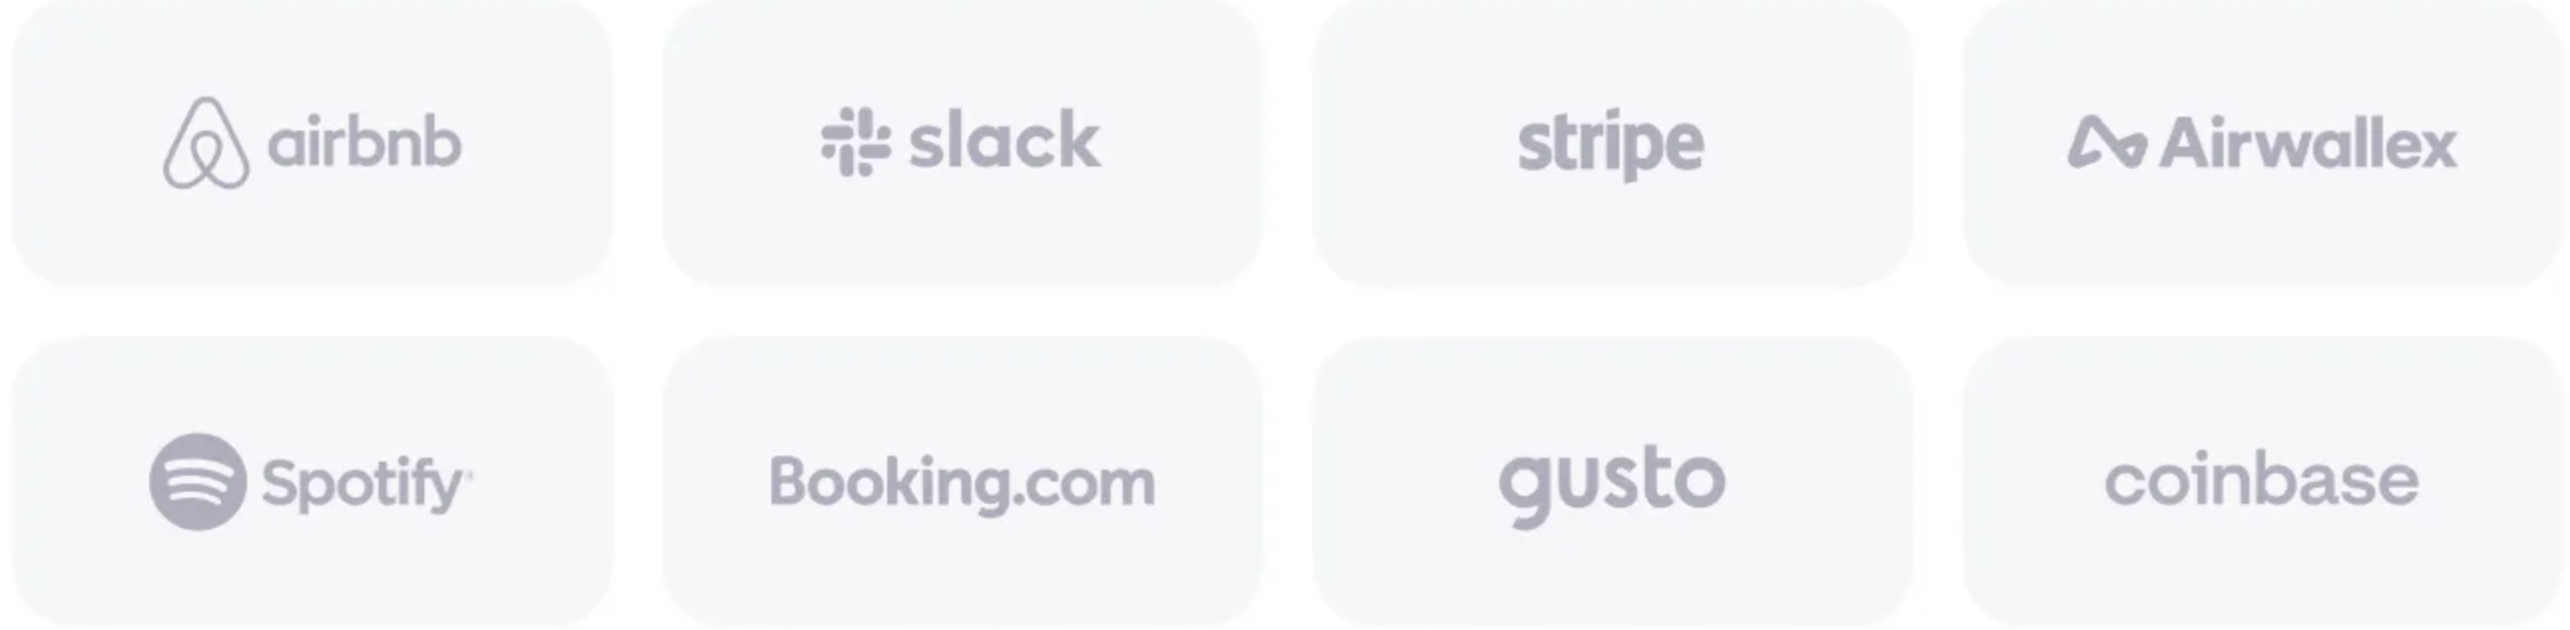 airbnb
slack
stripe
Airwallex
Spotify
Booking.com
gusto
coinbase